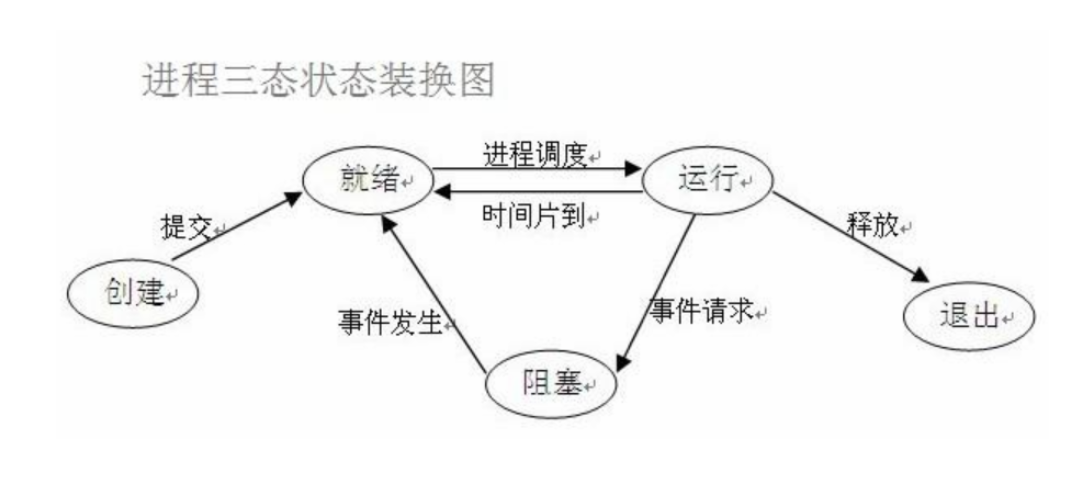 进程三态状态装换图
就绪↵
进程调度↵
运行↵
时间片到↵
提交↵
释放↵
创建↵
事件发生↵
事件请求↵
退出↵
阻塞↵